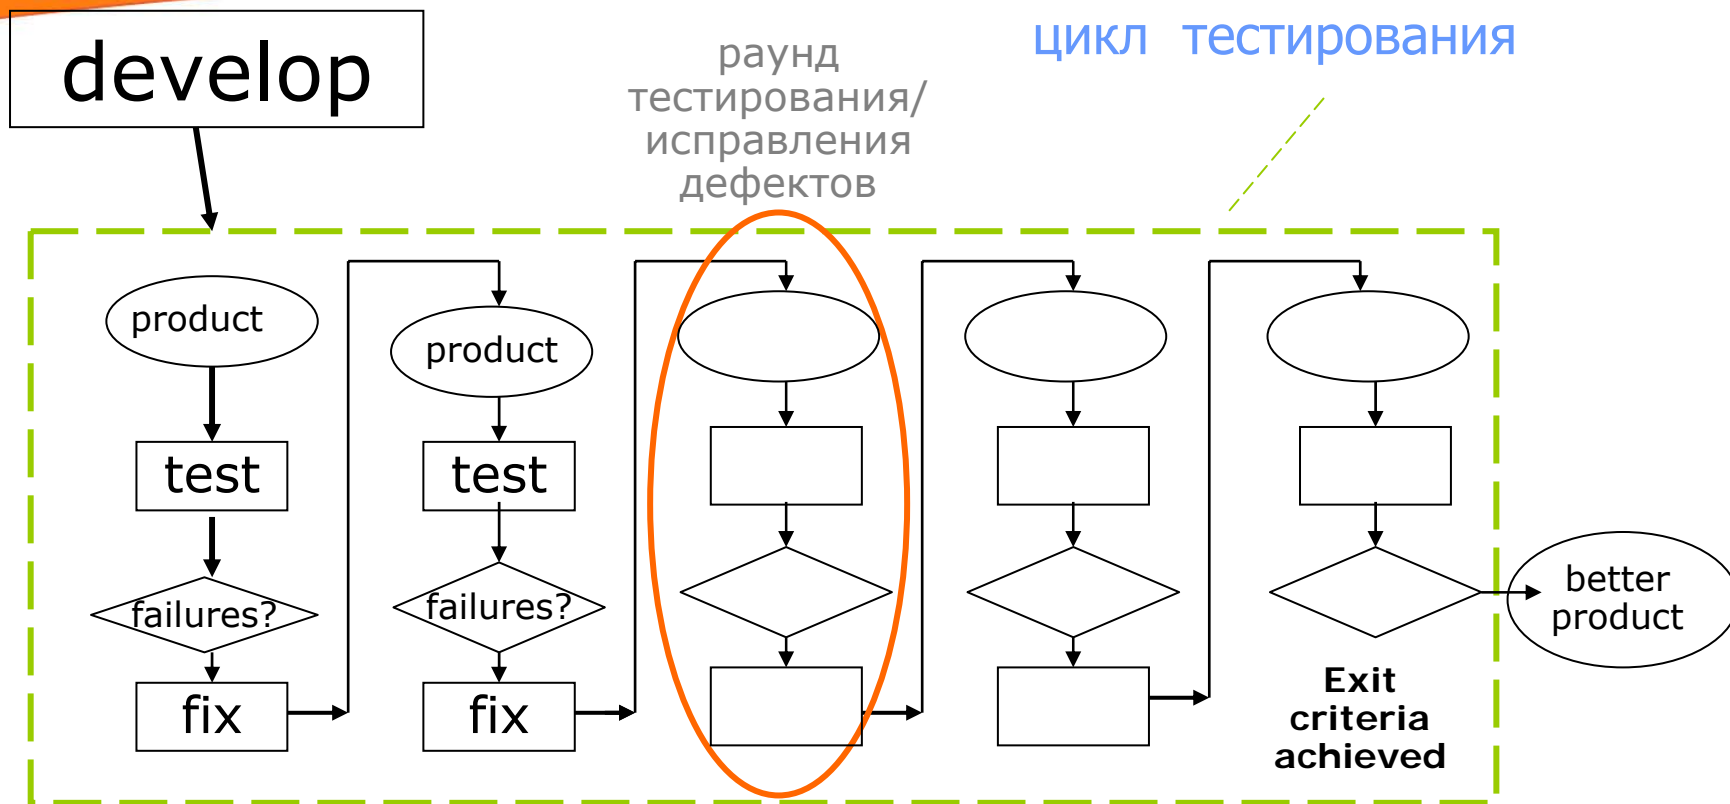 develop
раунд
тестирования/
исправления
дефектов
цикл тестирования
product
product
test
test
failures?
failures?
fix
fix
better
product
Exit
criteria
achieved